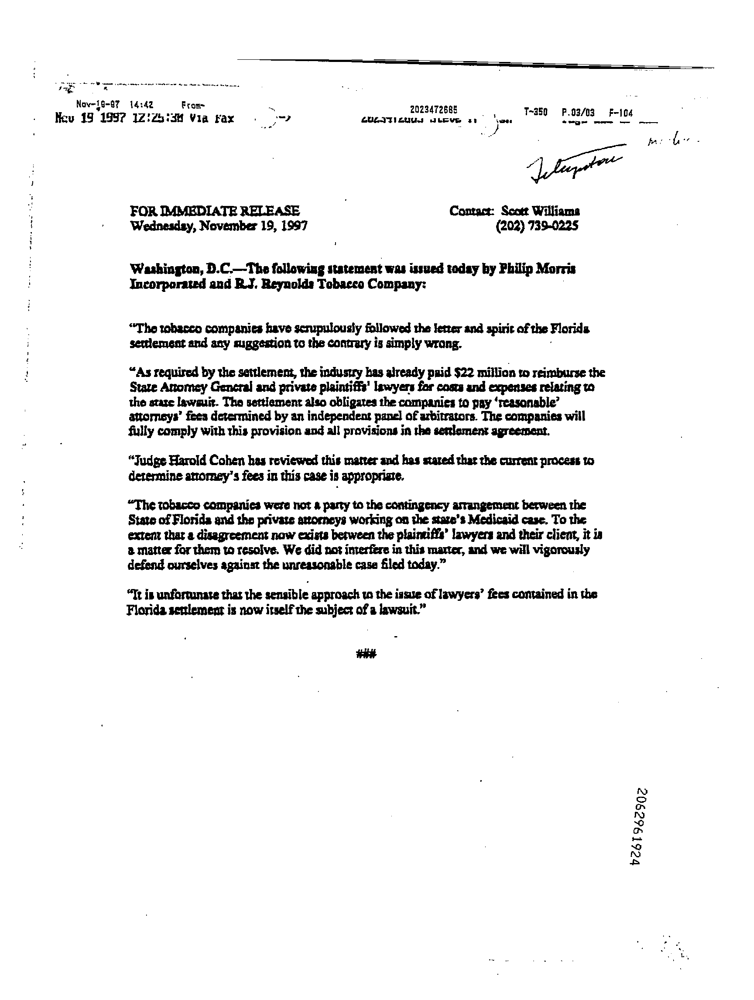 Nov-19-97 14:42 From- 2023472685 T-350 P.03/03 F-104
Nov 19 1997 12:25:38 Via Fax
FOR IMMEDIATE RELEASE Contact: Scott Williams
Wednesday, November 19, 1997 (202) 739-0225
Washington, D.C.—The following statement was issued today by Philip Morris
Incorporated and R.J. Reynolds Tobacco Company:
“The tobacco companies have scrupulously followed the letter and spirit of the Florida
settlement and any suggestion to the contrary is simply wrong.
“As required by the settlement, the industry has already paid $22 million to reimburse the
State Attorney General and private plaintiffs’ lawyers for costs and expenses relating to
the state lawsuit. The settlement also obligates the companies to pay ‘reasonable’
attorneys’ fees determined by an independent panel of arbitrators. The companies will
fully comply with this provision and all provisions in the settlement agreement.
“Judge Harold Cohen has reviewed this matter and has stated that the current process to
determine attorney’s fees in this case is appropriate.
“The tobacco companies were not a party to the contingency arrangement between the
State of Florida and the private attorneys working on the state’s Medicaid case. To the
extent that a disagreement now exists between the plaintiffs’ lawyers and their client, it is
a matter for them to resolve. We did not interfere in this matter, and we will vigorously
defend ourselves against the unreasonable case filed today.”
“It is unfortunate that the sensible approach to the issue of lawyers’ fees contained in the
Florida settlement is now itself the subject of a lawsuit.”
###
2062961924